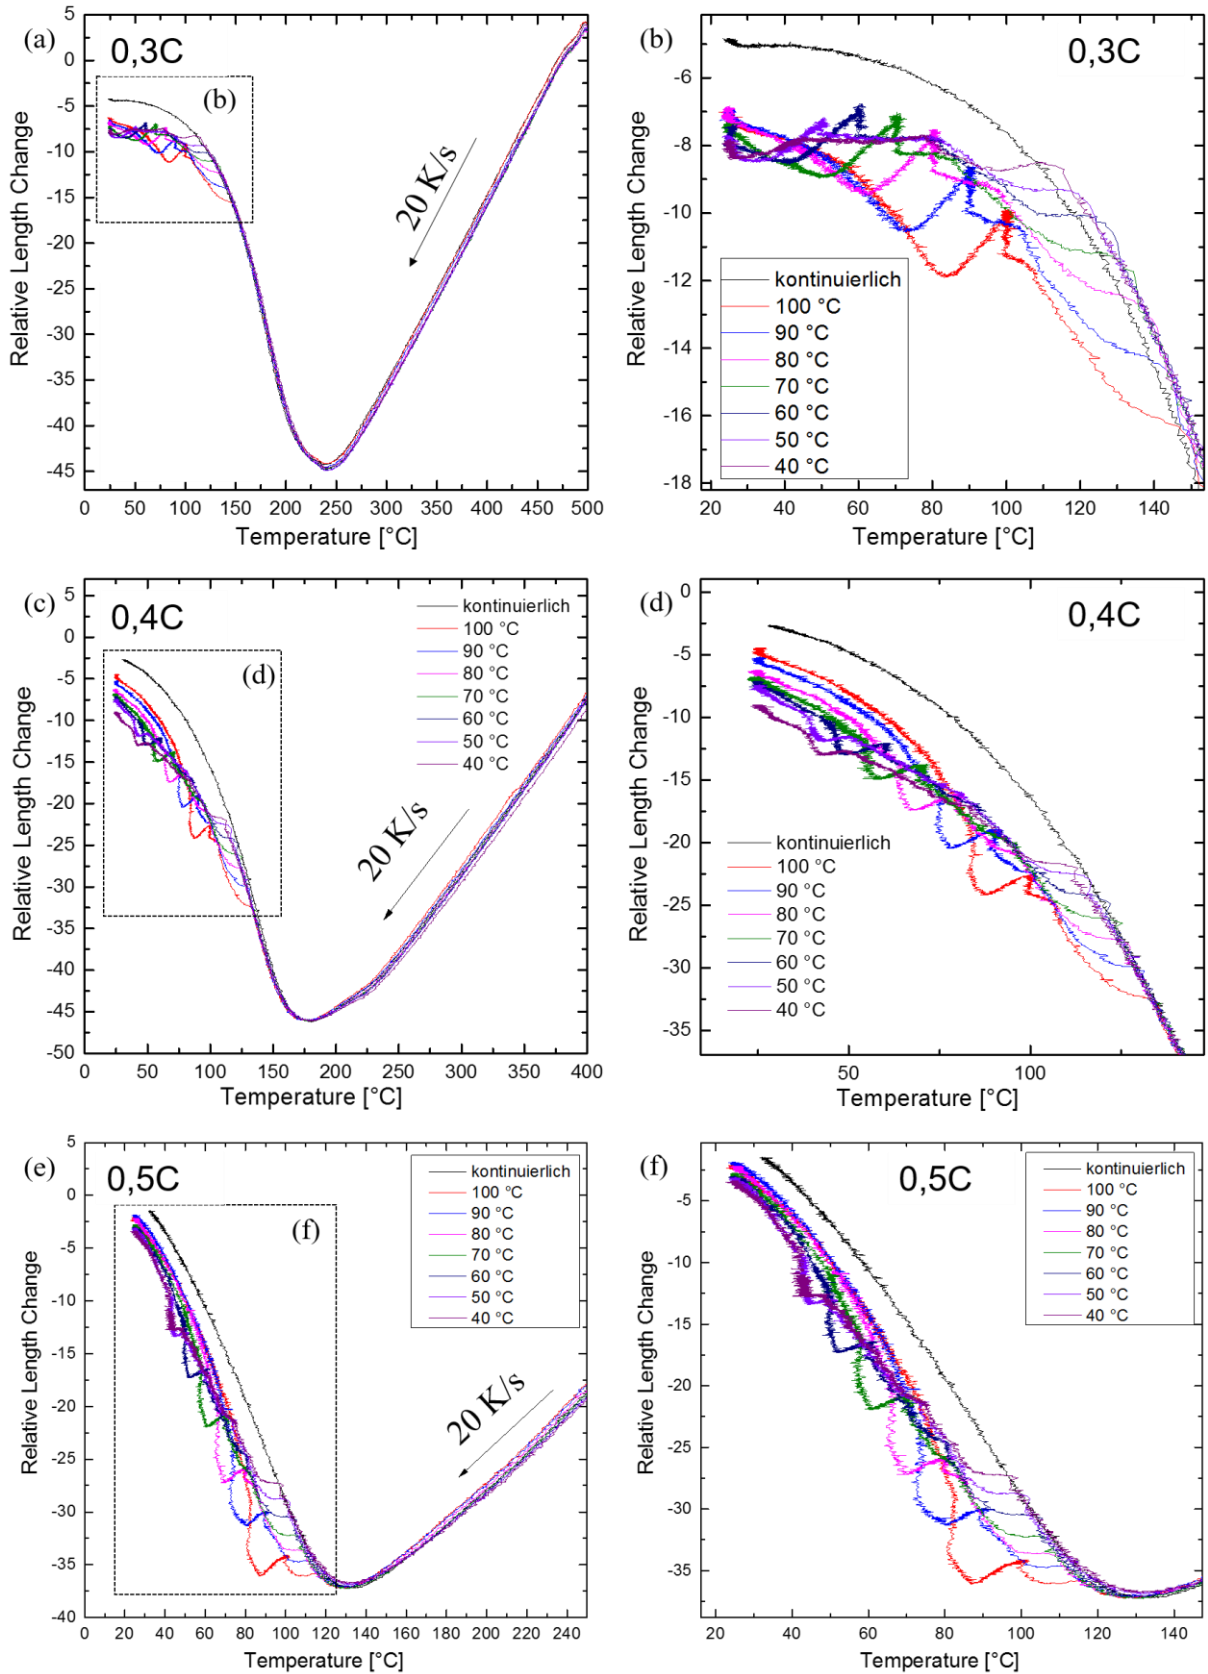 (a)
0,3C
(b)
20 K/s
5
0
-5
-10
-15
-20
-25
-30
-35
-40
-45
Relative Length Change
0
50
100
150
200
250
300
350
400
450
500
Temperature [°C]
(b)
0,3C
-6
-8
-10
-12
-14
-16
-18
Relative Length Change
kontinuierlich
100 °C
90 °C
80 °C
70 °C
60 °C
50 °C
40 °C
20
40
60
80
100
120
140
Temperature [°C]
(c)
0,4C
(d)
20 K/s
kontinuierlich
100 °C
90 °C
80 °C
70 °C
60 °C
50 °C
40 °C
5
0
-5
-10
-15
-20
-25
-30
-35
-40
-45
-50
Relative Length Change
0
50
100
150
200
250
300
350
400
Temperature [°C]
(d)
0,4C
0
-5
-10
-15
-20
-25
-30
-35
Relative Length Change
kontinuierlich
100 °C
90 °C
80 °C
70 °C
60 °C
50 °C
40 °C
50
100
Temperature [°C]
(e)
0,5C
(f)
20 K/s
kontinuierlich
100 °C
90 °C
80 °C
70 °C
60 °C
50 °C
40 °C
5
0
-5
-10
-15
-20
-25
-30
-35
-40
Relative Length Change
0
20
40
60
80
100
120
140
160
180
200
220
240
Temperature [°C]
(f)
0,5C
kontinuierlich
100 °C
90 °C
80 °C
70 °C
60 °C
50 °C
40 °C
-5
-10
-15
-20
-25
-30
-35
Relative Length Change
20
40
60
80
100
120
140
Temperature [°C]